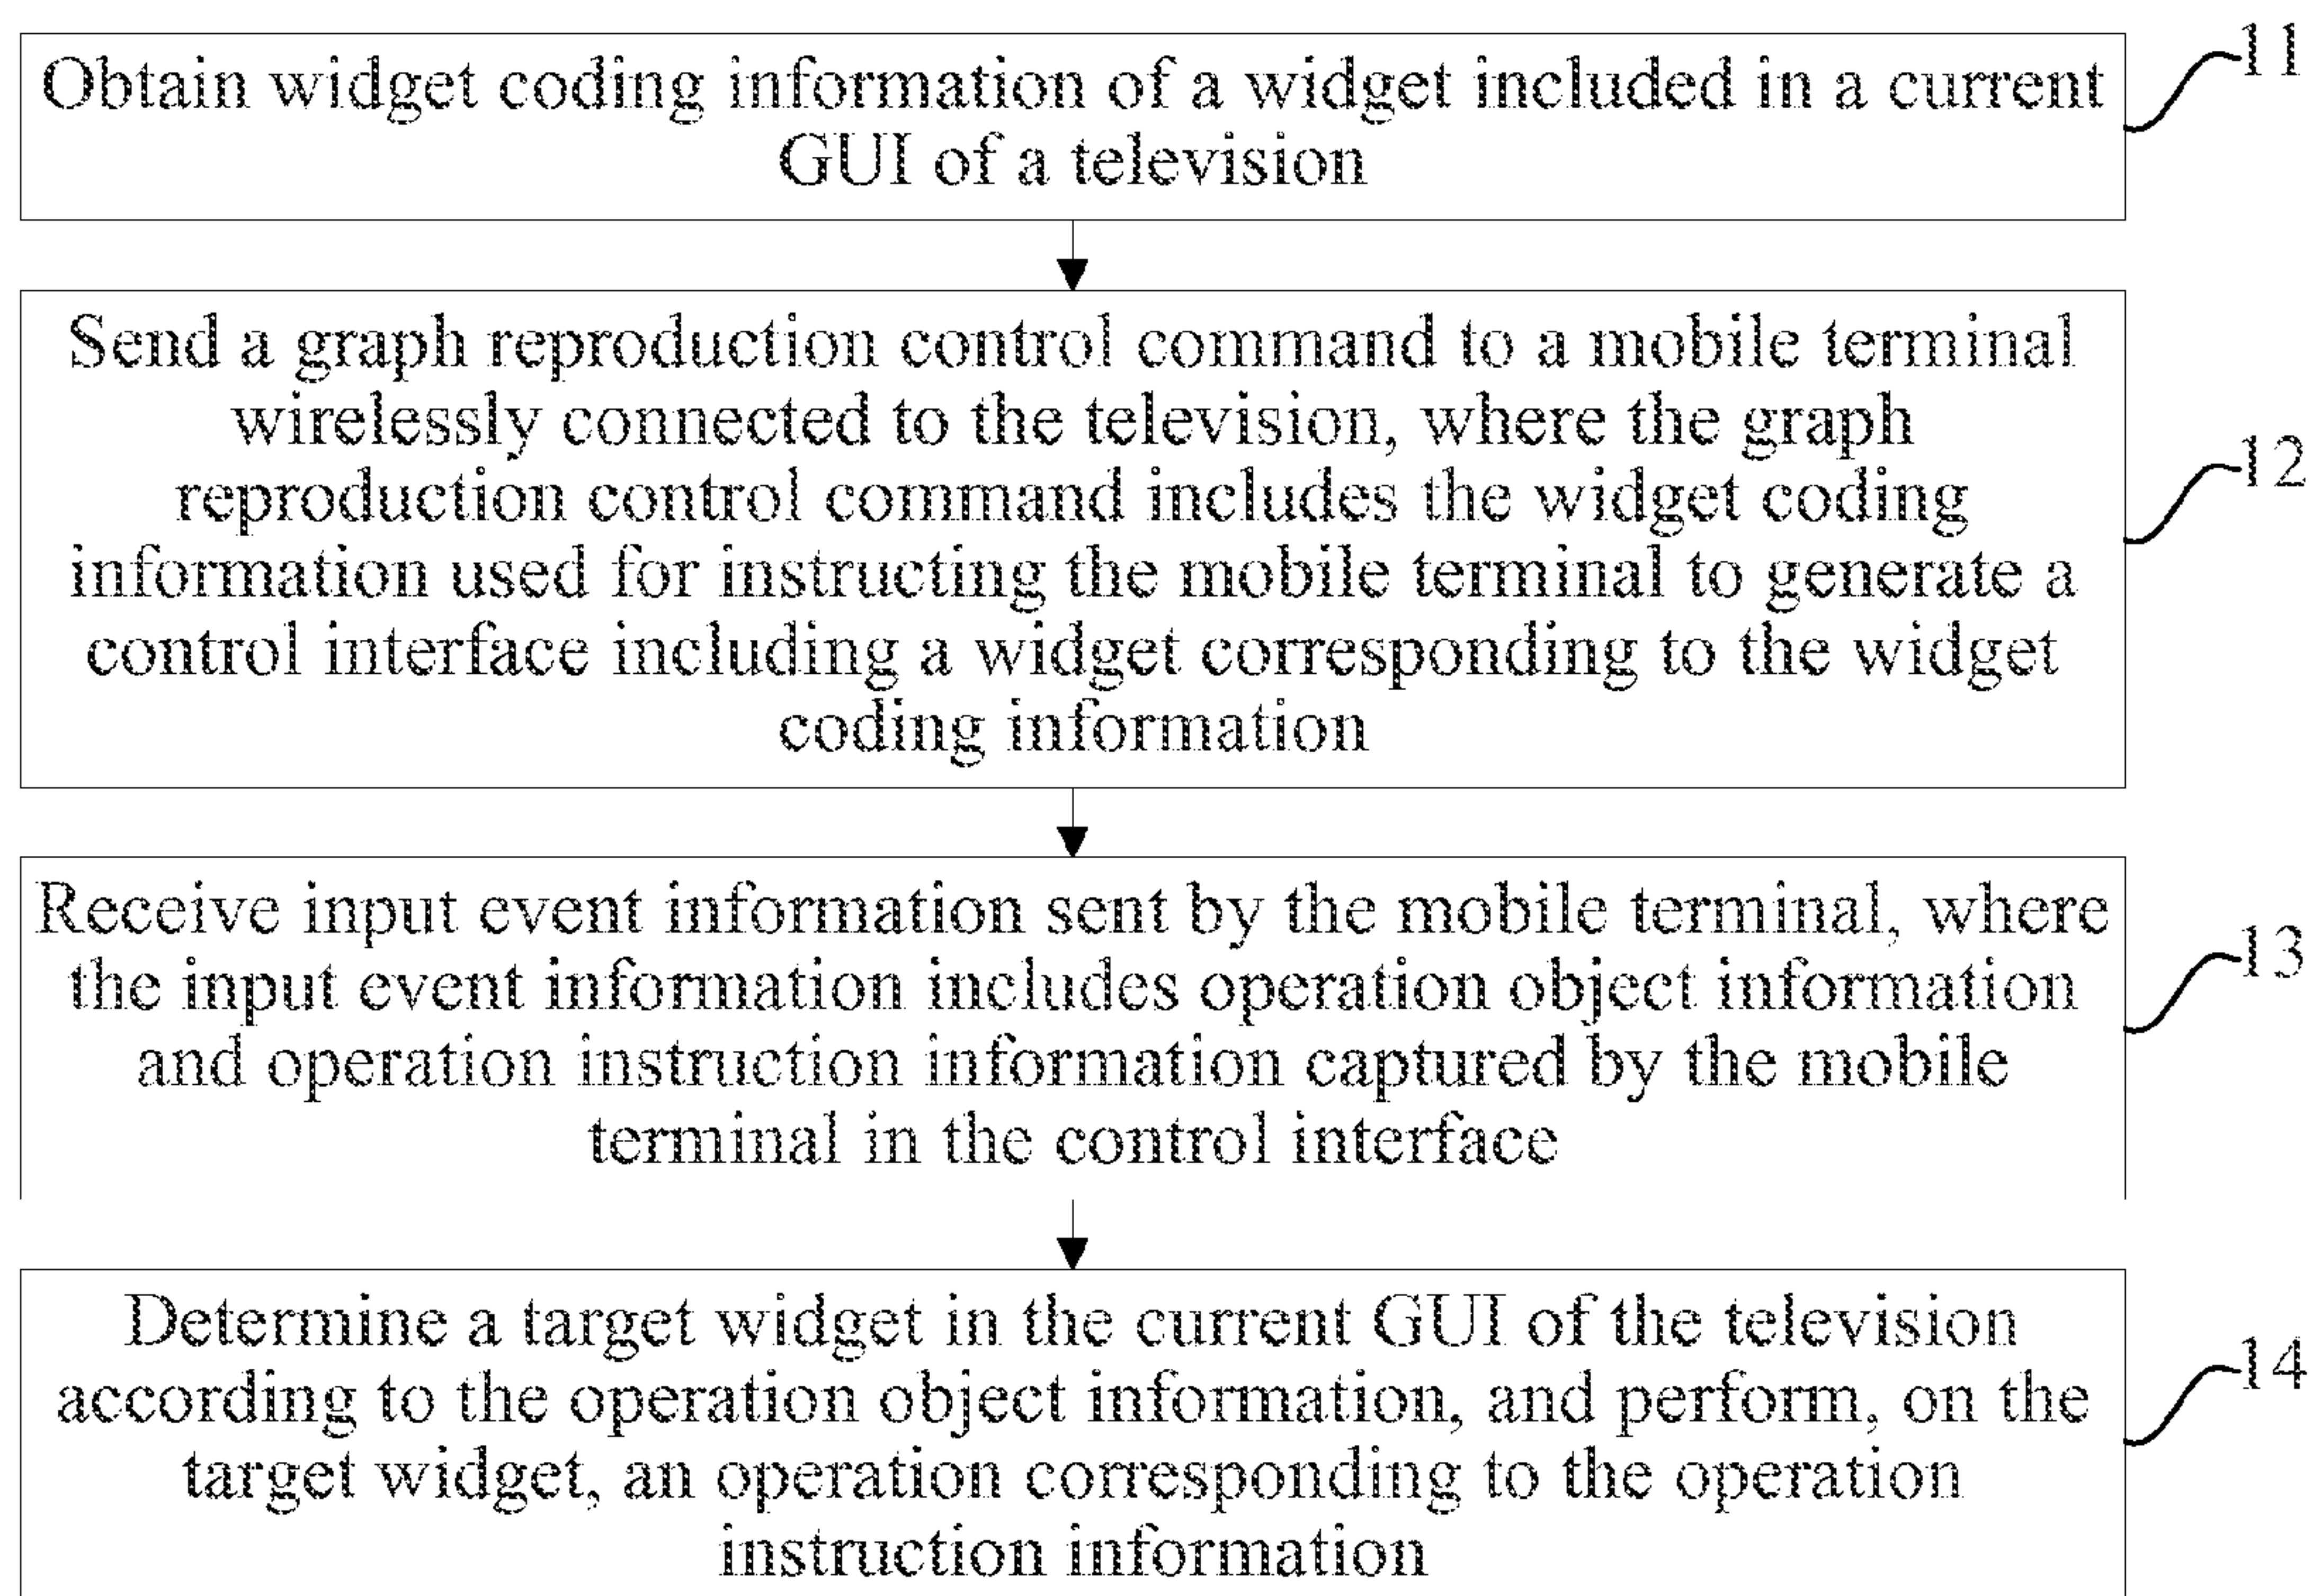 Obtain widget coding information of a widget included in a current
GUI of a television
11
Send a graph reproduction control command to a mobile terminal
wirelessly connected to the television, where the graph
reproduction control command includes the widget coding
information used for instructing the mobile terminal to generate a
control interface including a widget corresponding to the widget
coding information
12
Receive input event information sent by the mobile terminal, where
the input event information includes operation object information
and operation instruction information captured by the mobile
terminal in the control interface
13
Determine a target widget in the current GUI of the television
according to the operation object information, and perform, on the
target widget, an operation corresponding to the operation
instruction information
14